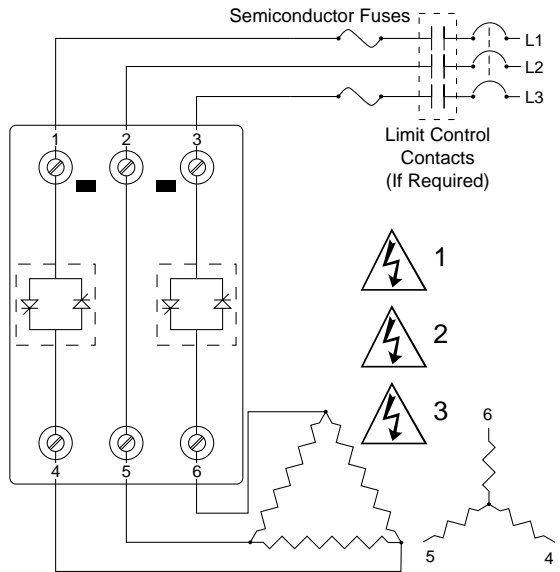 Semiconductor Fuses
L1
L2
L3
1 2 3
Limit Control
Contacts
(If Required)
1
2
3
4 5 6
6
5 4